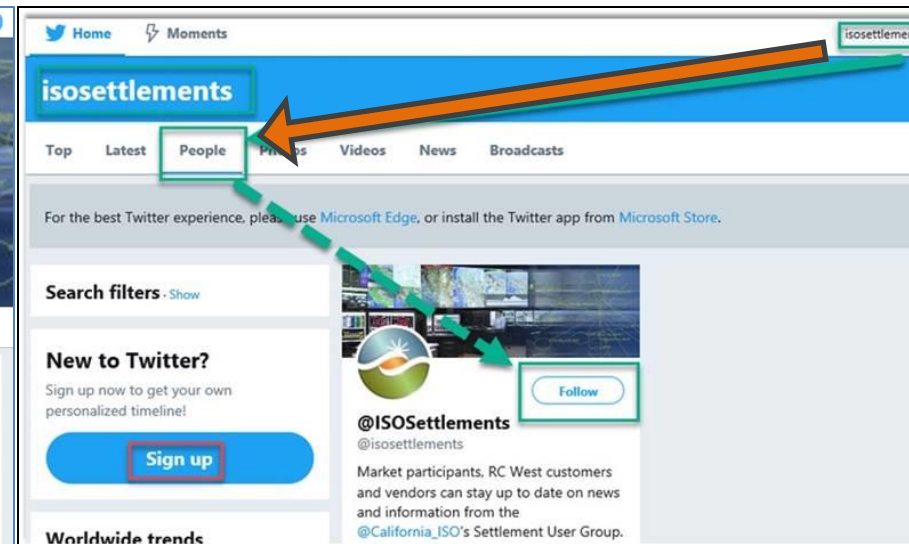 Home Moments
isosettlements
Top Latest People Videos News Broadcasts
For the best Twitter experience, please use Microsoft Edge, or install the Twitter app from Microsoft Store.
Search filters · Show
New to Twitter?
Sign up now to get your own
personalized timeline!
Sign up
Worldwide trends
Follow
@ISOSettlements
@isosettlements
Market participants, RC West customers
and vendors can stay up to date on news
and information from the
@California_ISO's Settlement User Group.